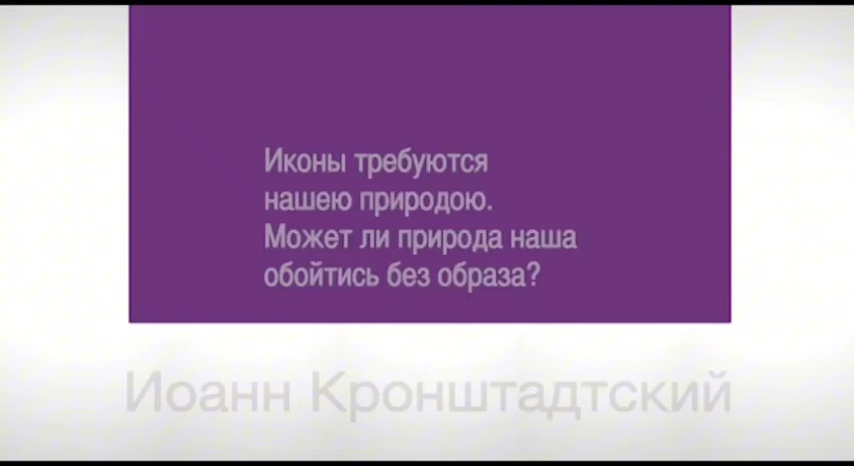 Иконы требуются
нашею природою.
Может ли природа наша
обойтись без образа?
Иоанн Кронштадтский